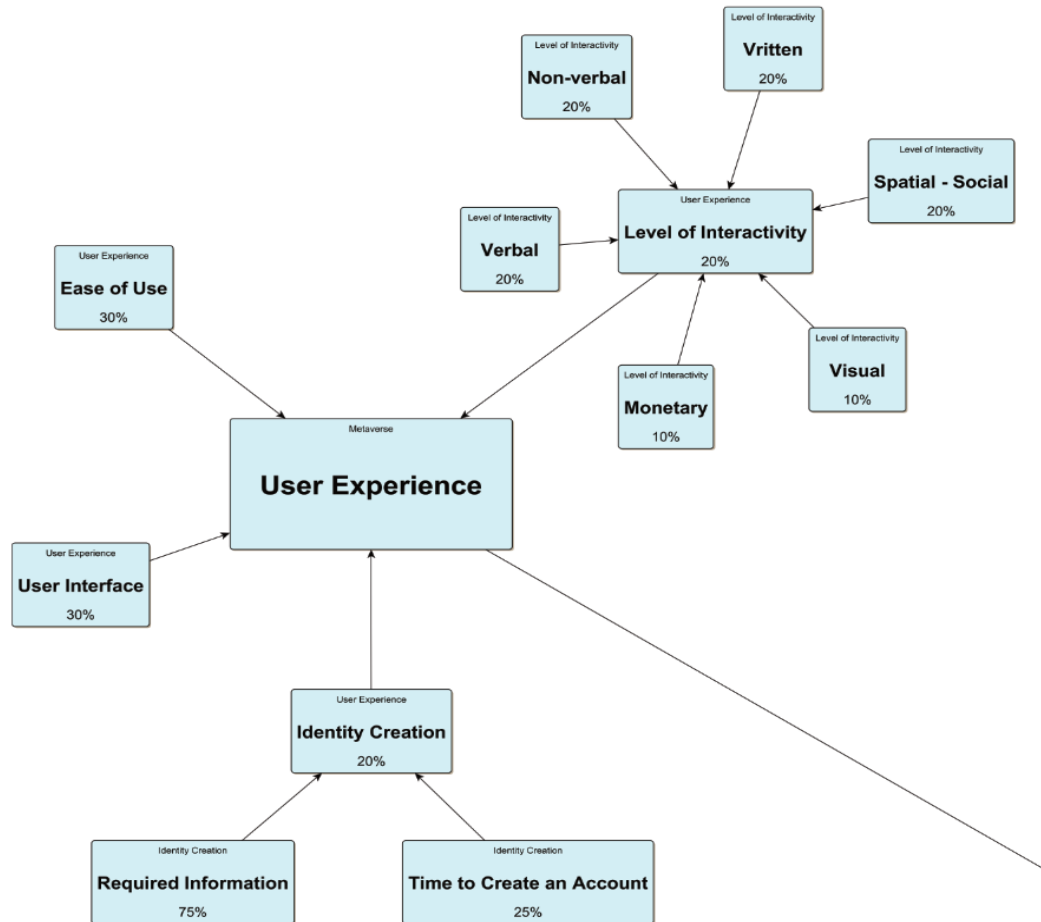 Level of Interactivity
Vritten
20%
Level of Interactivity
Non-verbal
20%
Level of Interactivity
Spatial - Social
20%
User Experience
Level of Interactivity
20%
Level of Interactivity
Verbal
20%
User Experience
Ease of Use
30%
Level of Interactivity
Visual
10%
Level of Interactivity
Monetary
10%
Metaverse
User Experience
User Experience
User Interface
30%
User Experience
Identity Creation
20%
Identity Creation
Required Information
75%
Identity Creation
Time to Create an Account
25%